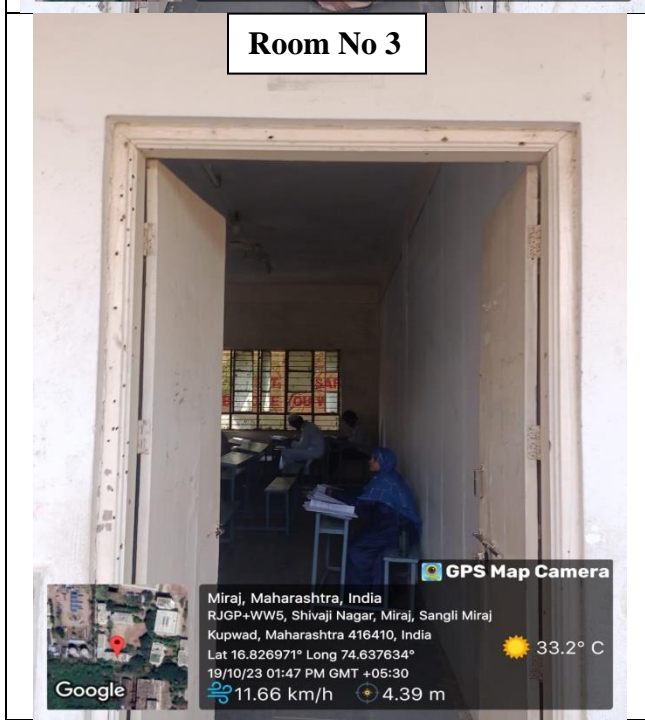 Room No 3
GPS Map Camera
Miraj, Maharashtra, India
RJGP+WW5, Shivaji Nagar, Miraj, Sangli Miraj
Kupwad, Maharashtra 416410, India
Lat 16.826971° Long 74.637634°
19/10/23 01:47 PM GMT +05:30
33.2° C
11.66 km/h 4.39 m
Google